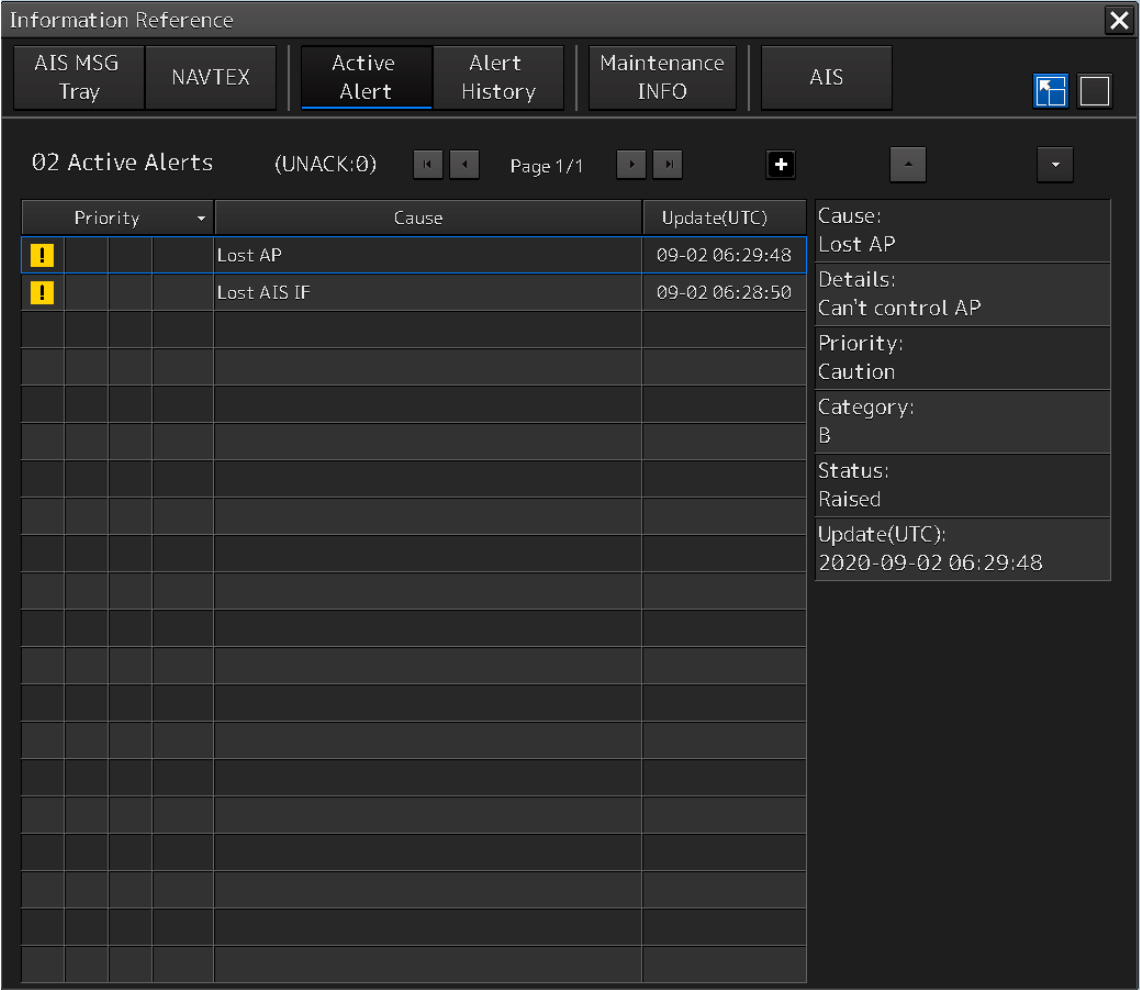 Information Reference
AIS MSG
Tray
NAVTEX
Active
Alert
Alert
History
Maintenance
INFO
AIS
02 Active Alerts
(UNACK:0)
Page 1/1
Priority
Cause
Update(UTC)
Lost AP
09-02 06:29:48
Lost AIS IF
09-02 06:28:50
Cause:
Lost AP
Details:
Can't control AP
Priority:
Caution
Category:
B
Status:
Raised
Update(UTC):
2020-09-02 06:29:48